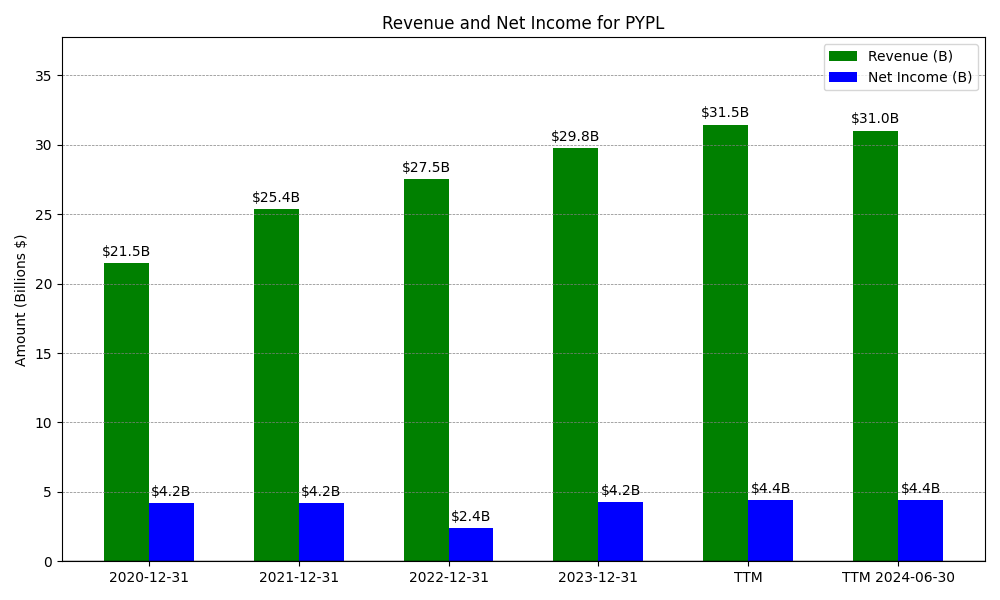 Revenue and Net Income for PYPL
Revenue (B)
Net Income (B)
Amount (Billions $)
35
30
25
20
15
10
5
0
$21.5B
$4.2B
$25.4B
$4.2B
$27.5B
$2.4B
$29.8B
$4.2B
$31.5B
$4.4B
$31.0B
$4.4B
2020-12-31
2021-12-31
2022-12-31
2023-12-31
TTM
TTM 2024-06-30